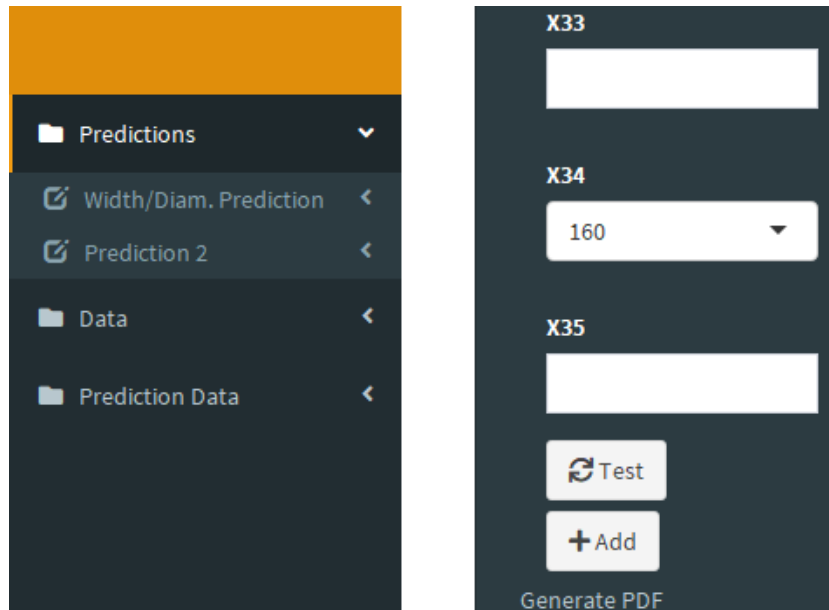 Predictions
Width/Diam. Prediction
Prediction 2
Data
Prediction Data
X33
X34
160
X35
Test
Add
Generate PDF